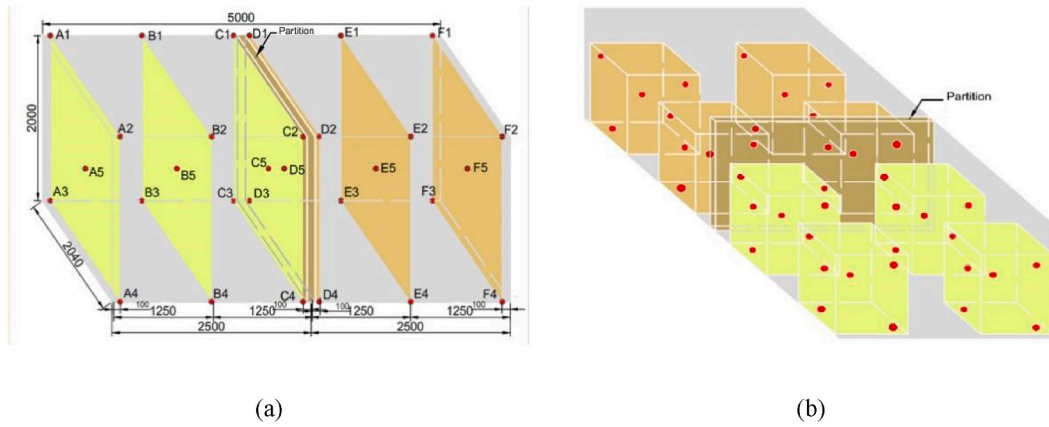 5000
A1 B1 C1 D1 Partition E1 F1
2000
A2 B2 C2 D2 E2 F2
A5 B5 C5 D5 E5 F5
A3 B3 C3 D3 E3 F3
2040
A4 B4 C4 D4 E4 F4
100 1250 1250 100 100 1250 1250 100
2500 2500
Partition
(a) (b)